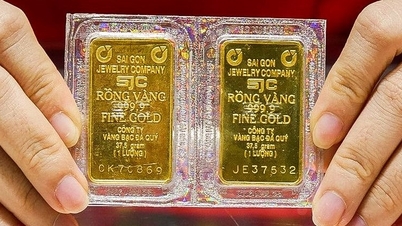 SAI GON
JEWELRY COMPANY
SJC
RỒNG VÀNG
999.9
FINE GOLD
CÔNG TY
VÀNG BẠC ĐÁ QUÝ
37,5 gram
(1 LƯỢNG)
CK7C869
SAI GON
JEWELRY COMPANY
SJC
RỒNG VÀNG
999.9
FINE GOLD
CÔNG TY
VÀNG BẠC ĐÁ QUÝ
37,5 gram
(1 LƯỢNG)
JE37532